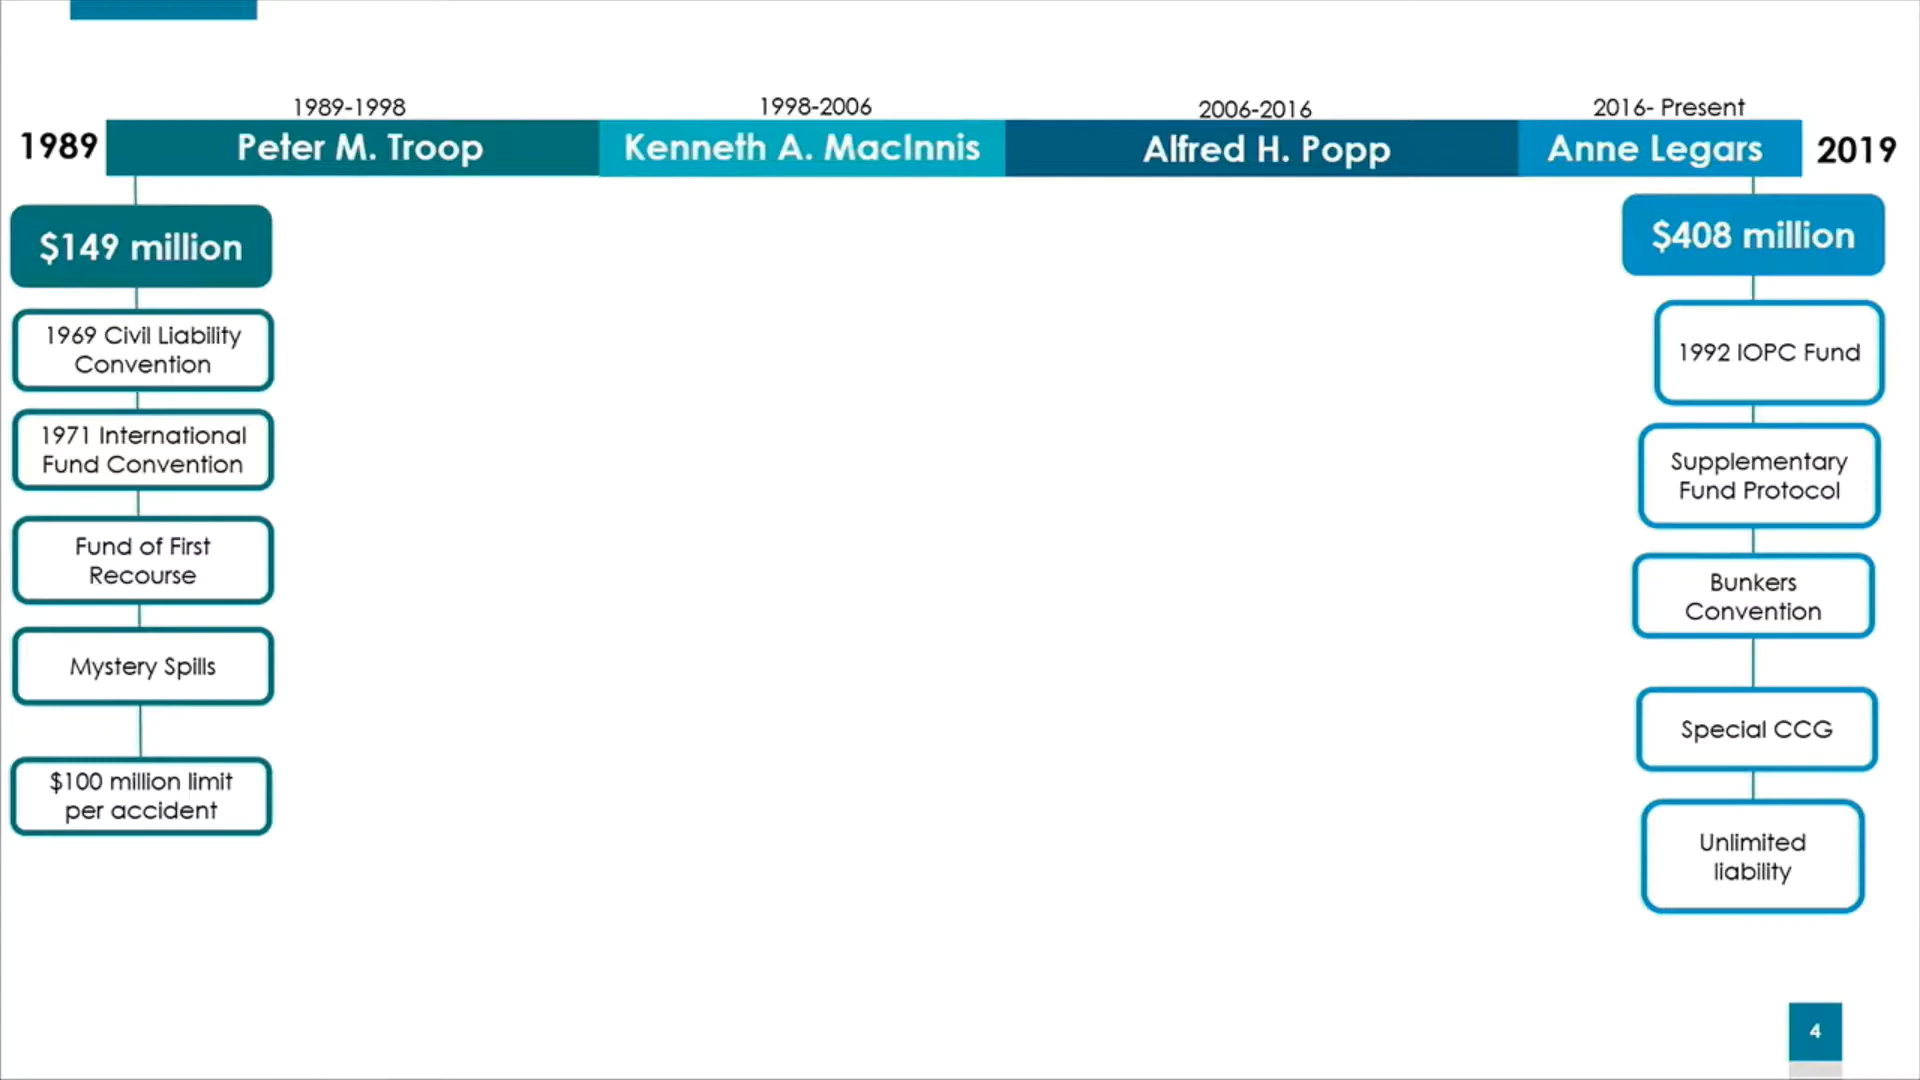 1989-1998
1998-2006
2006-2016
2016- Present
1989
Peter M. Troop
Kenneth A. MacInnis
Alfred H. Popp
Anne Legars
2019
$149 million
1969 Civil Liability
Convention
1971 International
Fund Convention
Fund of First
Recourse
Mystery Spills
$100 million limit
per accident
$408 million
1992 IOPC Fund
Supplementary
Fund Protocol
Bunkers
Convention
Special CCG
Unlimited
liability
4